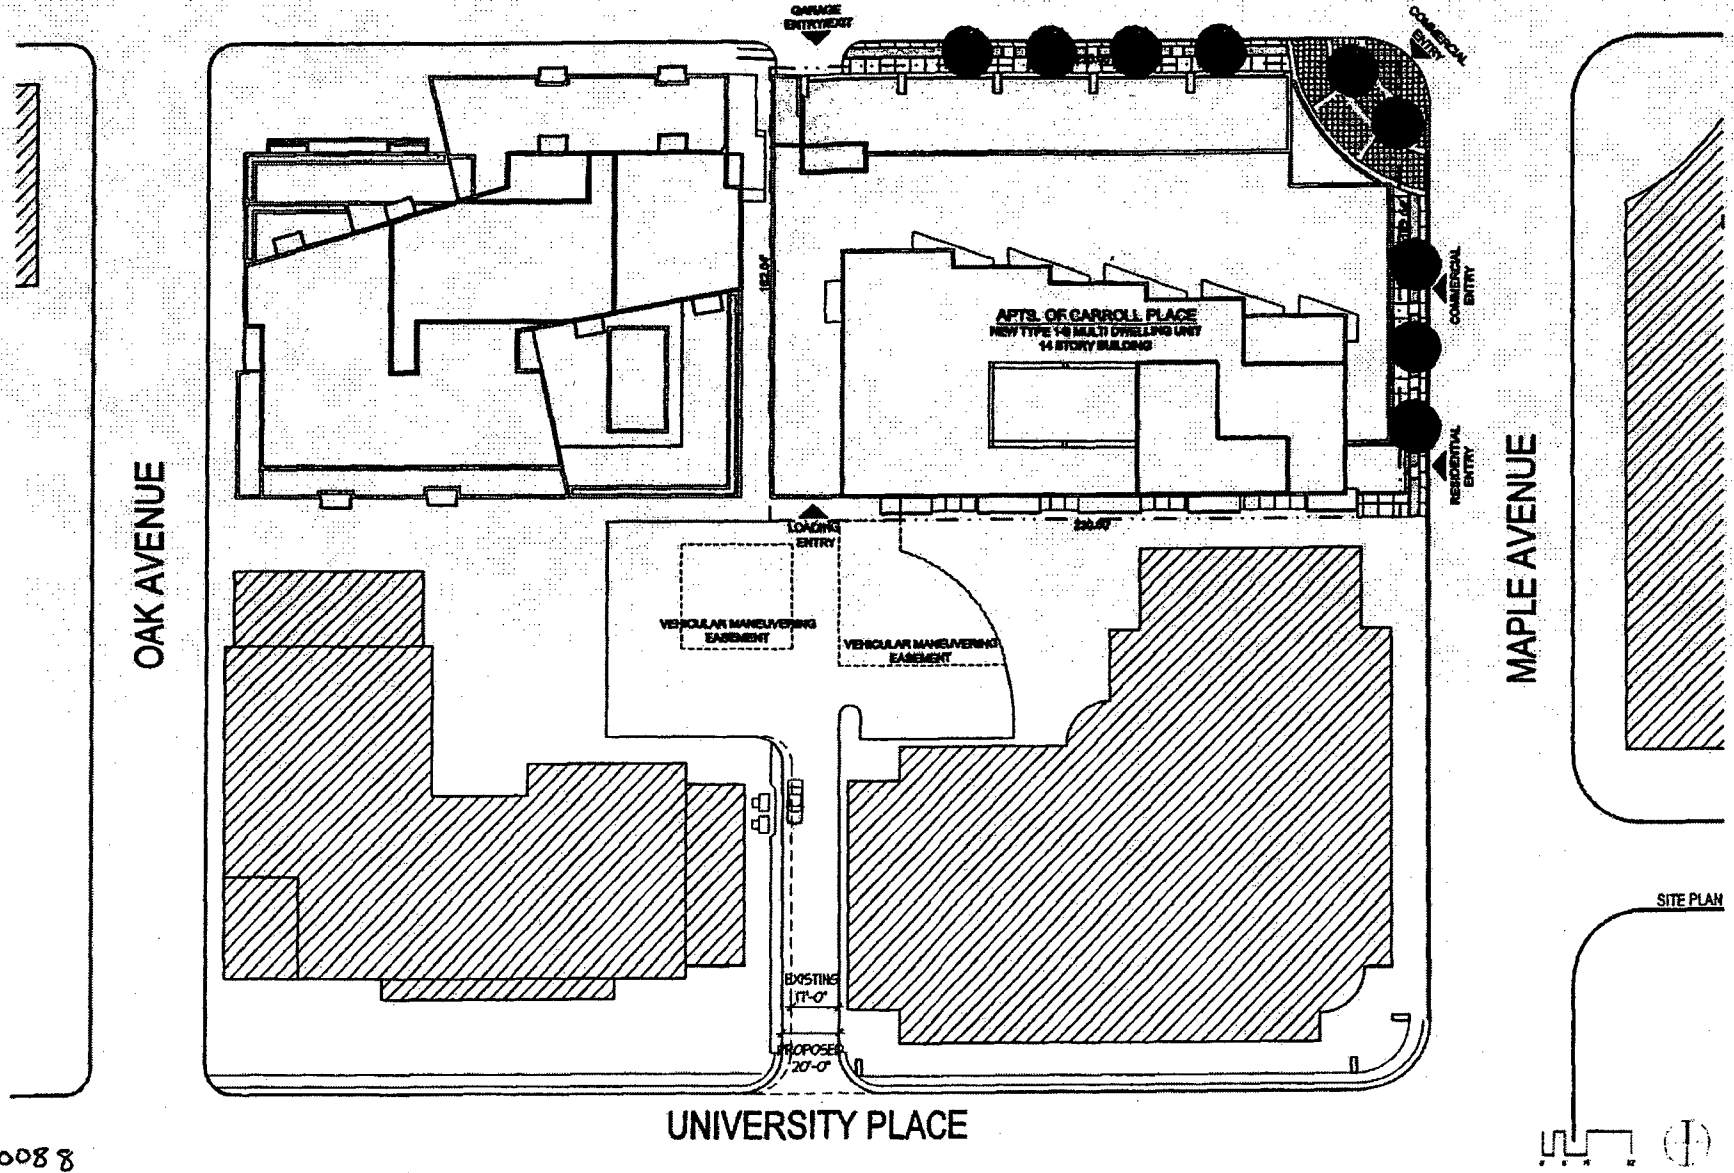 GARAGE
ENTRY/EXIT
COMMERCIAL
ENTRY
COMMERCIAL
ENTRY
APTS. OF CARROLL PLACE
NEW TYPE 1-B MULTI DWELLING UNIT
14 STORY BUILDING
RESIDENTIAL
ENTRY
LOADING
ENTRY
OAK AVENUE
MAPLE AVENUE
VEHICULAR MANEUVERING
EASEMENT
VEHICULAR MANEUVERING
EASEMENT
SITE PLAN
EXISTING
17'-0"
PROPOSED
20'-0"
UNIVERSITY PLACE
0088